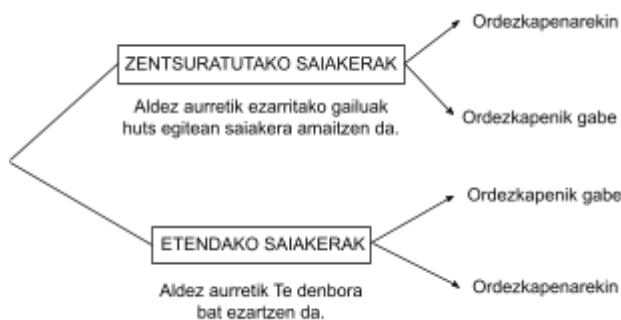 Ordezkapenarekin
ZENTSURATUTAKO SAIAKERAK
Aldez aurretik ezarritako gailuak
huts egitean saiakera amaitzen da.
Ordezkapenik gabe
Ordezkapenik gabe
ETENDAKO SAIAKERAK
Aldez aurretik Te denbora
bat ezartzen da.
Ordezkapenarekin